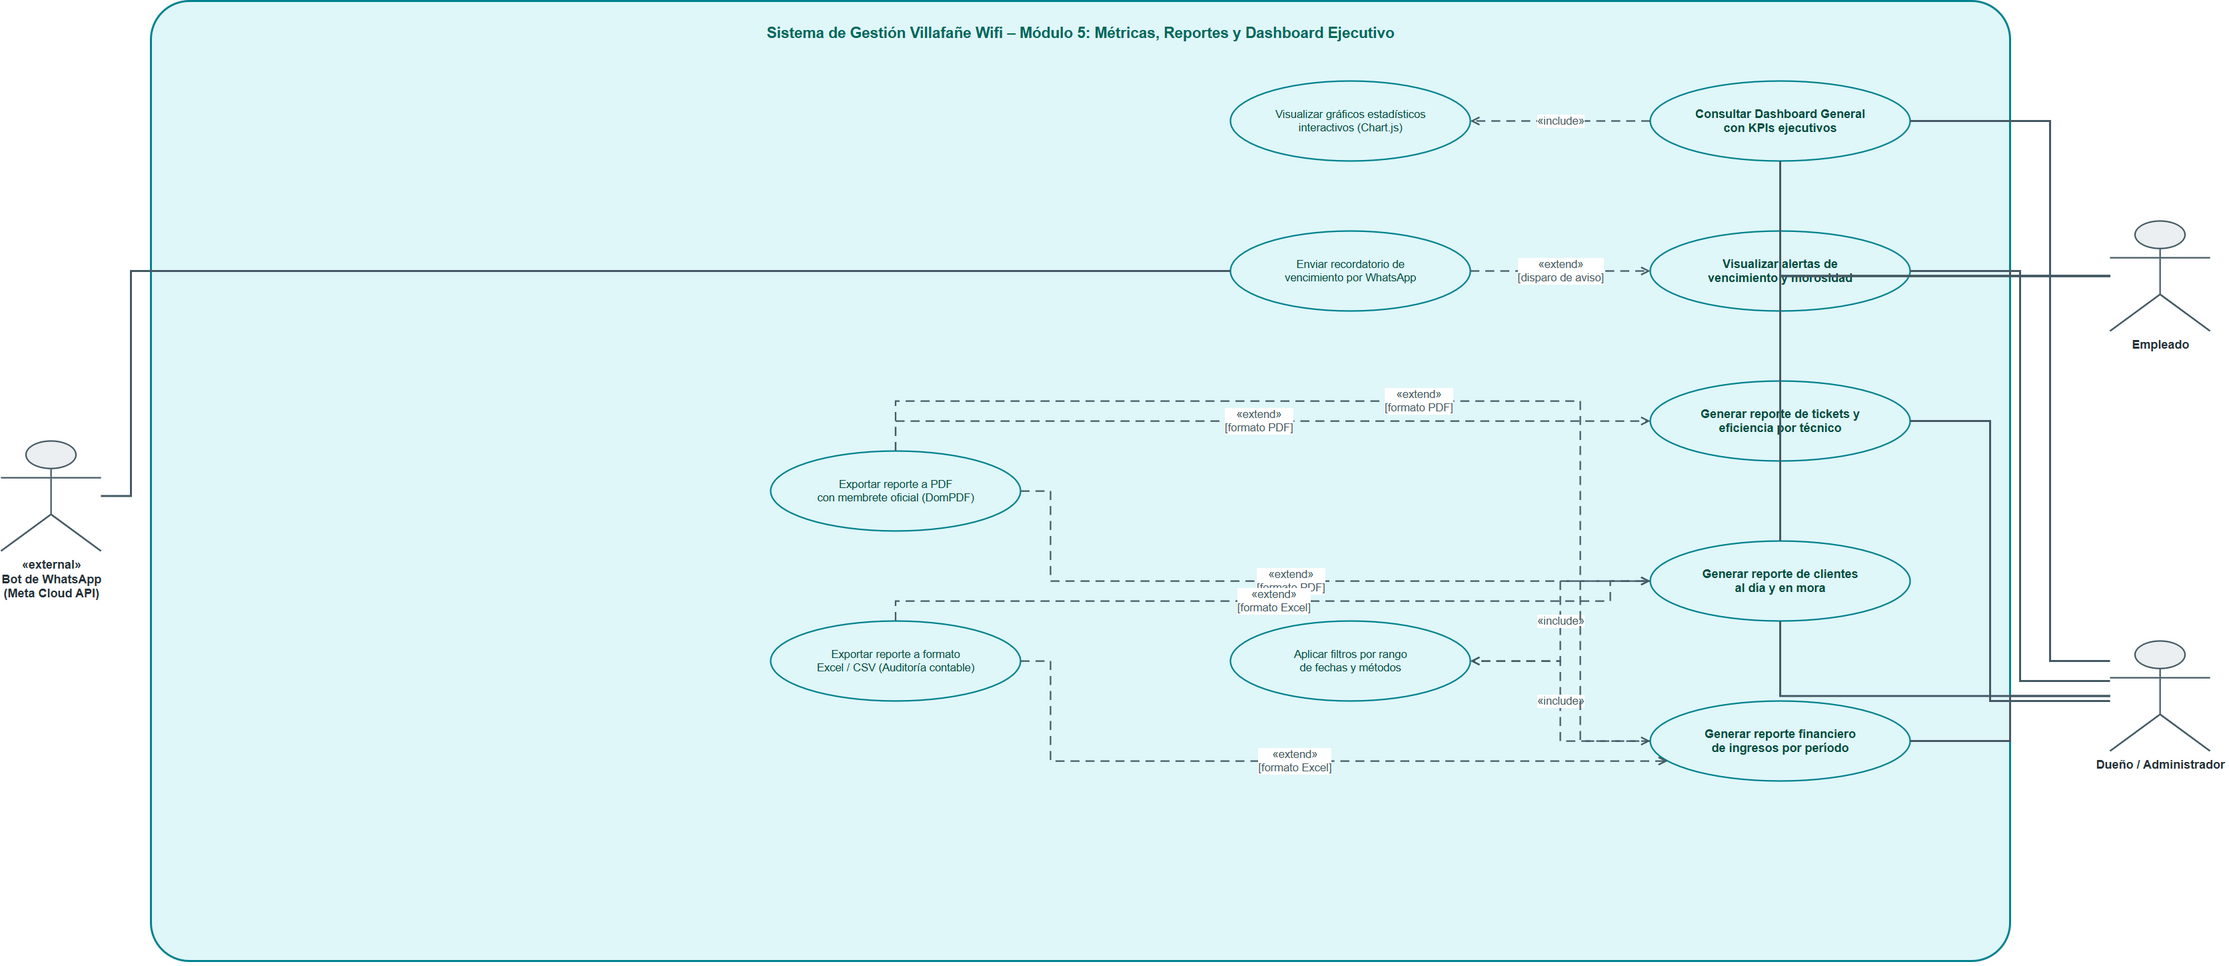 Sistema de Gestión Villafañe Wifi – Módulo 5: Métricas, Reportes y Dashboard Ejecutivo
Visualizar gráficos estadísticos
interactivos (Chart.js)
«include»
Consultar Dashboard General
con KPIs ejecutivos
Enviar recordatorio de
vencimiento por WhatsApp
«extend»
[disparo de aviso]
Visualizar alertas de
vencimiento y morosidad
Empleado
«extend»
[formato PDF]
«extend»
[formato PDF]
Generar reporte de tickets y
eficiencia por técnico
Exportar reporte a PDF
con membrete oficial (DomPDF)
«external»
Bot de WhatsApp
(Meta Cloud API)
«extend»
[formato PDF]
«extend»
[formato Excel]
Generar reporte de clientes
al día y en mora
«include»
Exportar reporte a formato
Excel / CSV (Auditoría contable)
Aplicar filtros por rango
de fechas y métodos
«include»
Generar reporte financiero
de ingresos por período
«extend»
[formato Excel]
Dueño / Administrador